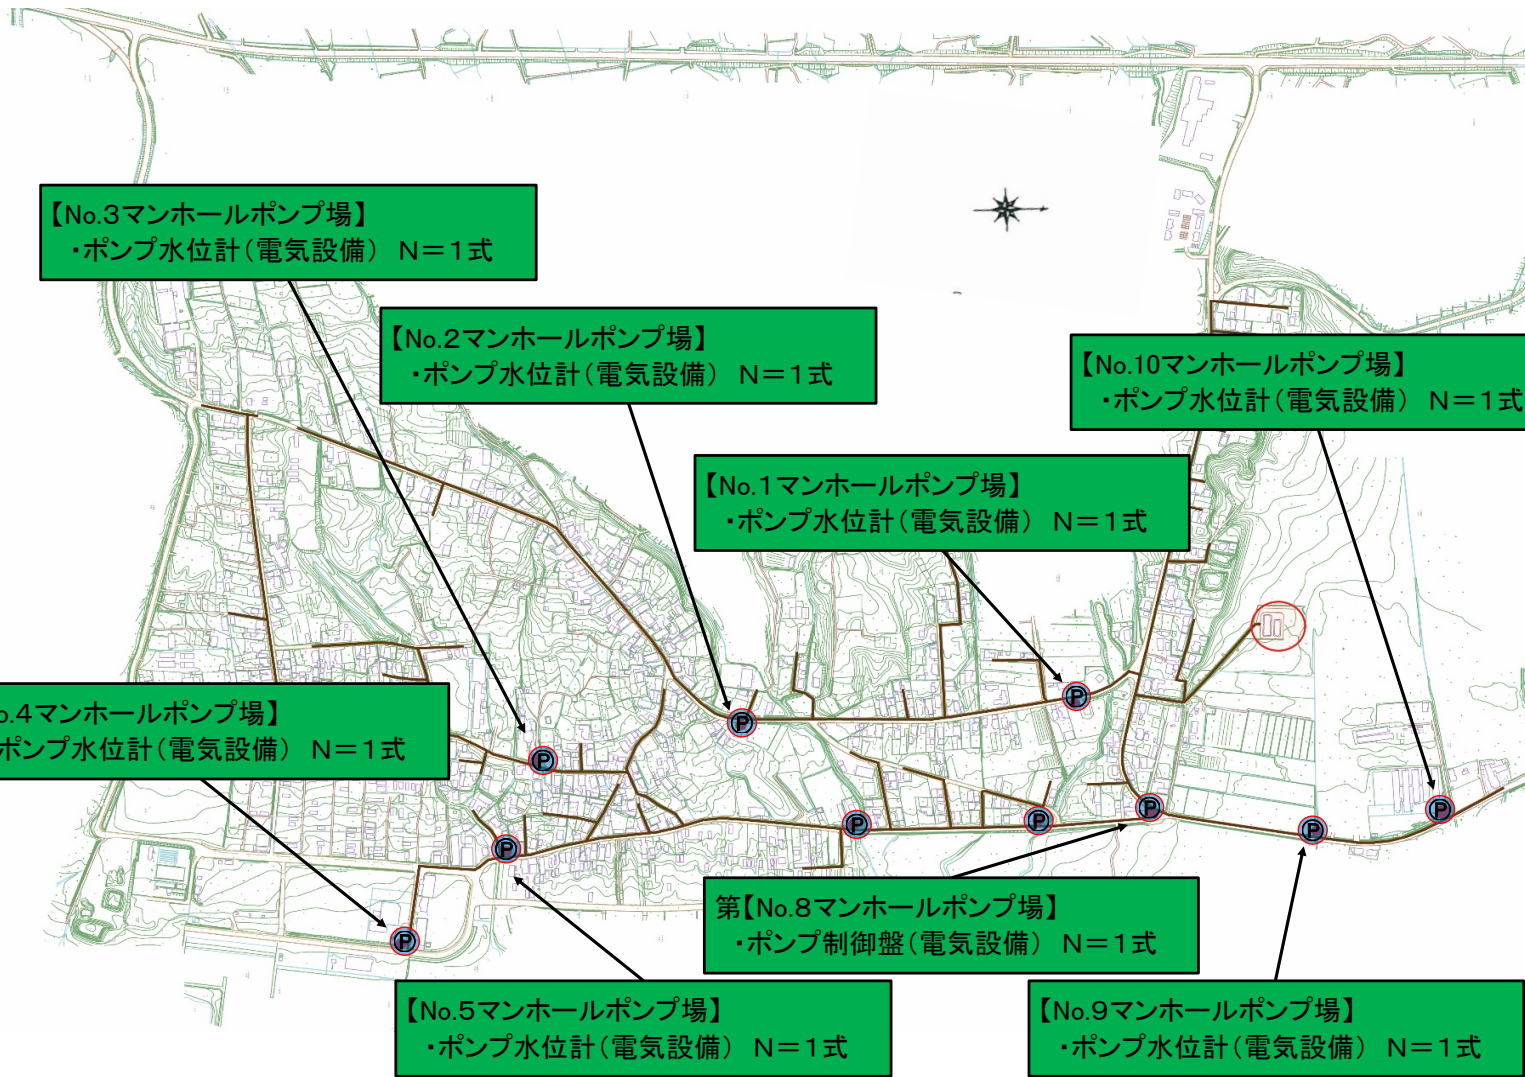 【No.3マンホールポンプ場】
・ポンプ水位計(電気設備) N=1式
【No.2マンホールポンプ場】
・ポンプ水位計(電気設備) N=1式
【No.10マンホールポンプ場】
・ポンプ水位計(電気設備) N=1式
【No.1マンホールポンプ場】
・ポンプ水位計(電気設備) N=1式
o.4マンホールポンプ場】
ポンプ水位計(電気設備) N=1式
P
P
P
P
P
P
P
P
P
P
第【No.8マンホールポンプ場】
・ポンプ制御盤(電気設備) N=1式
【No.5マンホールポンプ場】
・ポンプ水位計(電気設備) N=1式
【No.9マンホールポンプ場】
・ポンプ水位計(電気設備) N=1式